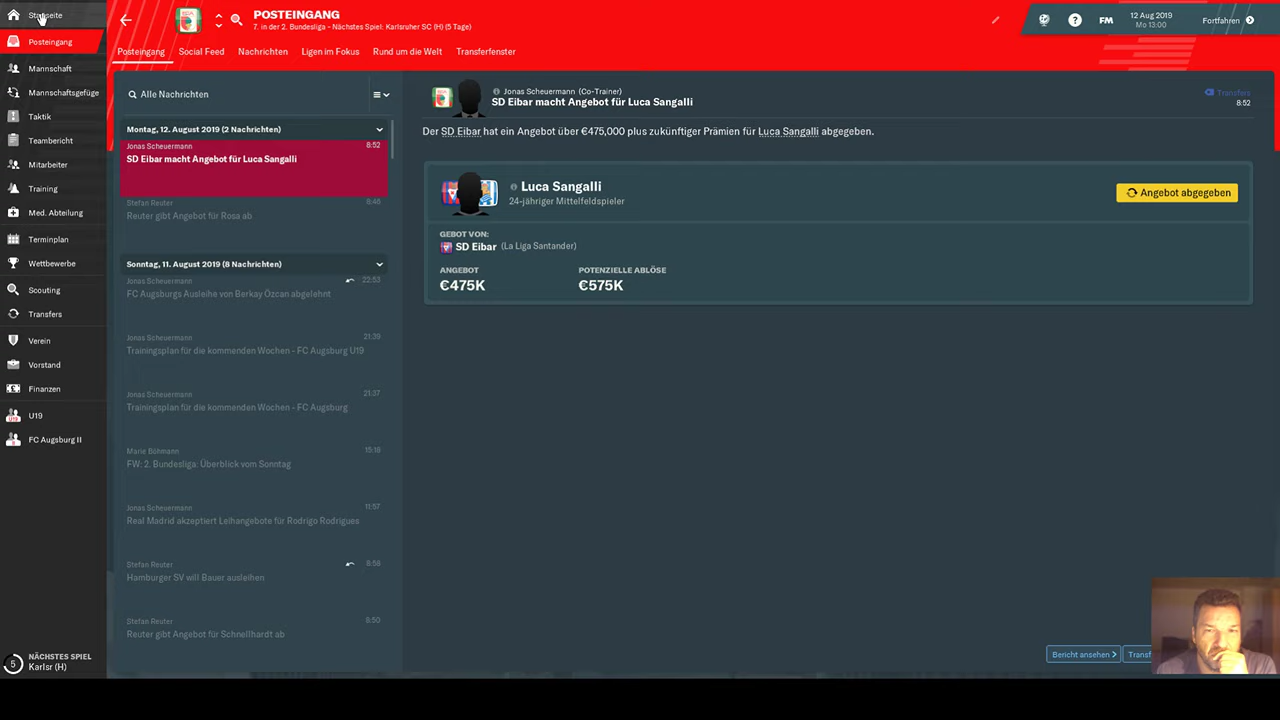 Startseite
Posteingang
Mannschaft
Mannschaftsgefüge
Taktik
Teambericht
Mitarbeiter
Training
Med. Abteilung
Terminplan
Wettbewerbe
Scouting
Transfers
Verein
Vorstand
Finanzen
U19
FC Augsburg II
5
NÄCHSTES SPIEL
Karlsr (H)
POSTEINGANG
7. in der 2. Bundesliga - Nächstes Spiel: Karlsruher SC (H) (5 Tage)
FM
12 Aug 2019
Mo 13:00
Fortfahren
Posteingang Social Feed Nachrichten Ligen im Fokus Rund um die Welt Transferfenster
Alle Nachrichten
Montag, 12. August 2019 (2 Nachrichten)
Jonas Scheuermann 8:52
SD Eibar macht Angebot für Luca Sangalli
Stefan Reuter 8:46
Reuter gibt Angebot für Rosa ab
Sonntag, 11. August 2019 (8 Nachrichten)
Jonas Scheuermann 22:53
FC Augsburgs Ausleihe von Berkay Özcan abgelehnt
Jonas Scheuermann 21:39
Trainingsplan für die kommenden Wochen - FC Augsburg U19
Jonas Scheuermann 21:37
Trainingsplan für die kommenden Wochen - FC Augsburg
Marie Böhmann 15:18
FW: 2. Bundesliga: Überblick vom Sonntag
Jonas Scheuermann 11:57
Real Madrid akzeptiert Leihangebote für Rodrigo Rodrigues
Stefan Reuter 8:58
Hamburger SV will Bauer ausleihen
Stefan Reuter 8:50
Reuter gibt Angebot für Schnellhardt ab
Jonas Scheuermann (Co-Trainer)
SD Eibar macht Angebot für Luca Sangalli
Transfers
8:52
Der SD Eibar hat ein Angebot über €475,000 plus zukünftiger Prämien für Luca Sangalli abgegeben.
Luca Sangalli
24-jähriger Mittelfeldspieler
Angebot abgegeben
GEBOT VON:
SD Eibar (La Liga Santander)
ANGEBOT POTENZIELLE ABLÖSE
€475K €575K
Bericht ansehen
Transf